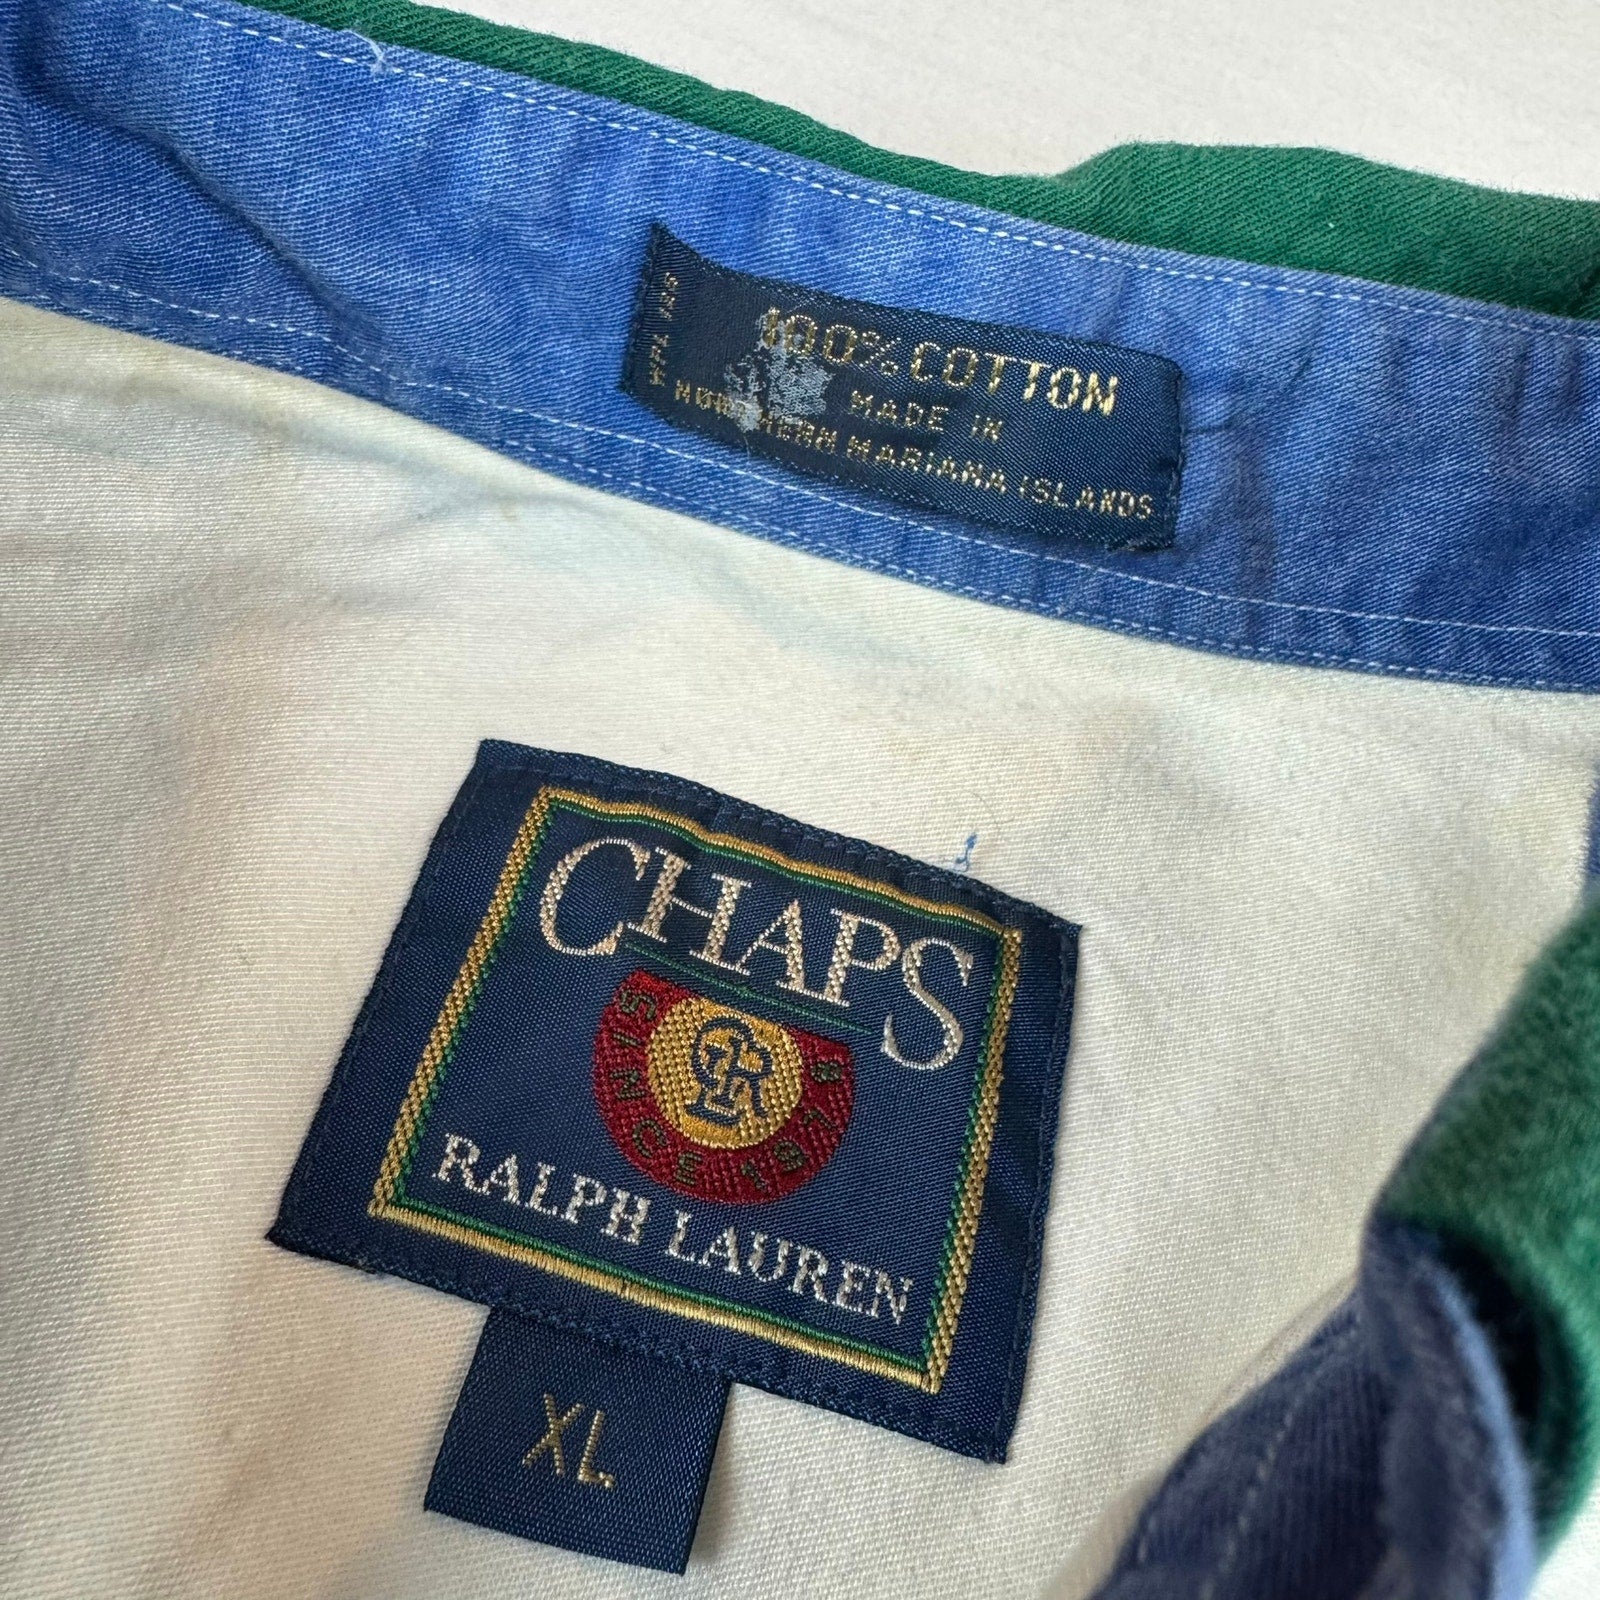 100% COTTON
MADE IN
NORTHERN MARIANA ISLANDS
CHAPS
SINCE 1978
RALPH LAUREN
XL